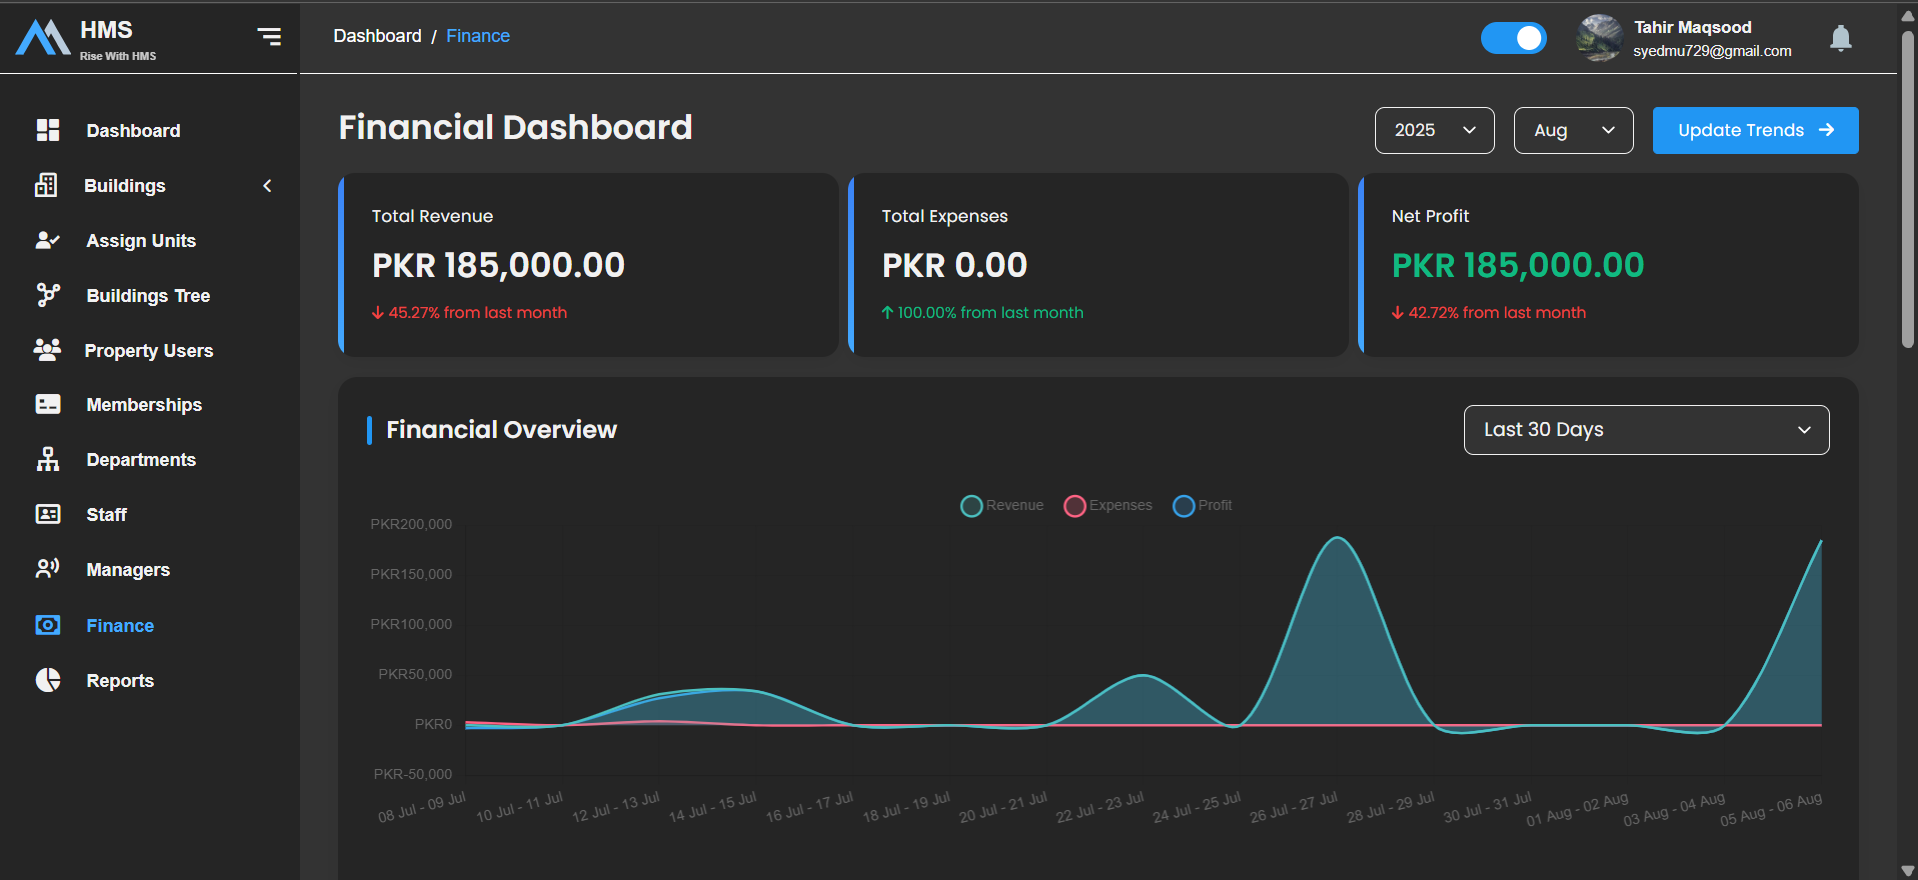 HMS
Rise With HMS
Dashboard / Finance
Tahir Maqsood
syedmu729@gmail.com
Dashboard
Buildings
Assign Units
Buildings Tree
Property Users
Memberships
Departments
Staff
Managers
Finance
Reports
Financial Dashboard
2025
Aug
Update Trends
Total Revenue
PKR 185,000.00
45.27% from last month
Total Expenses
PKR 0.00
100.00% from last month
Net Profit
PKR 185,000.00
42.72% from last month
Financial Overview
Last 30 Days
Revenue Expenses Profit
PKR200,000
PKR150,000
PKR100,000
PKR50,000
PKR0
PKR-50,000
08 Jul - 09 Jul
10 Jul - 11 Jul
12 Jul - 13 Jul
14 Jul - 15 Jul
16 Jul - 17 Jul
18 Jul - 19 Jul
20 Jul - 21 Jul
22 Jul - 23 Jul
24 Jul - 25 Jul
26 Jul - 27 Jul
28 Jul - 29 Jul
30 Jul - 31 Jul
01 Aug - 02 Aug
03 Aug - 04 Aug
05 Aug - 06 Aug